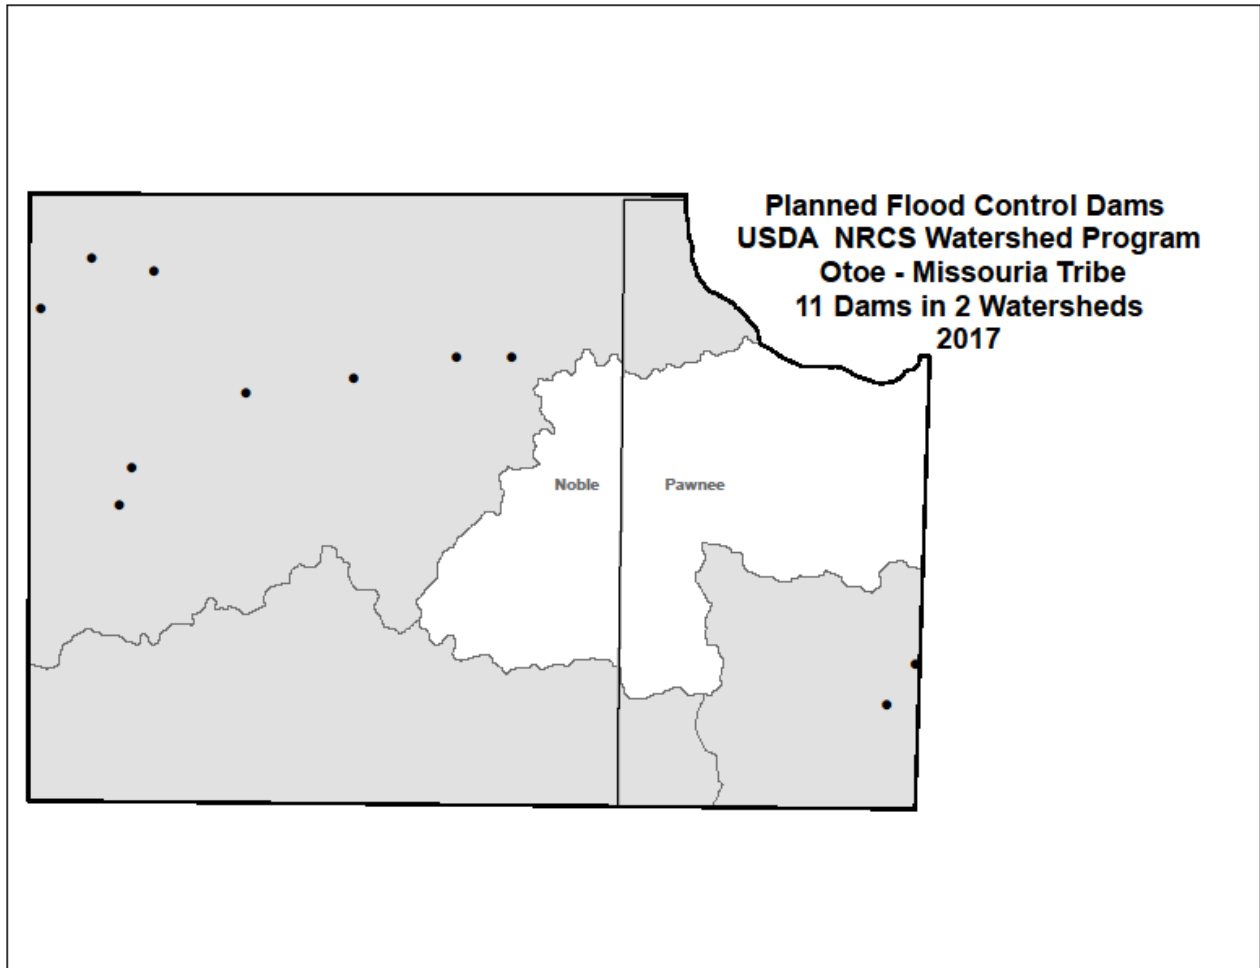 Planned Flood Control Dams
USDA NRCS Watershed Program
Otoe - Missouria Tribe
11 Dams in 2 Watersheds
2017
Noble
Pawnee